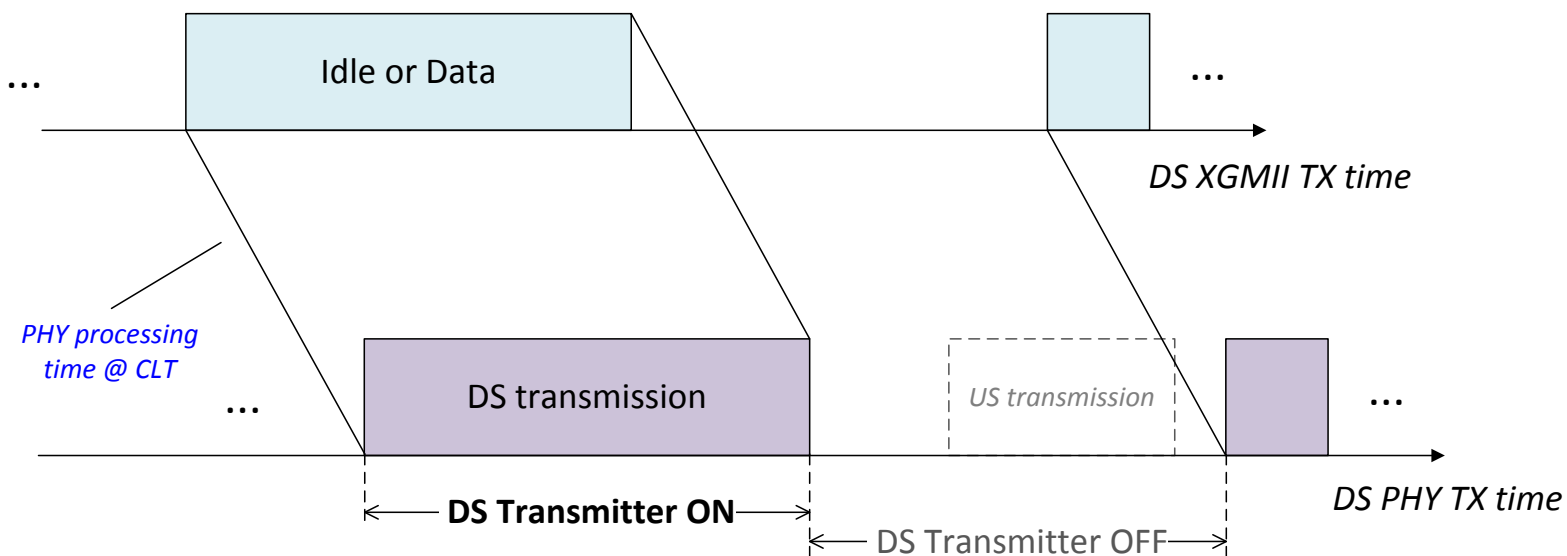 Idle or Data
...
...
DS XGMII TX time
PHY processing
time @ CLT
DS transmission
US transmission
...
...
DS PHY TX time
DS Transmitter ON
DS Transmitter OFF